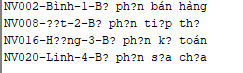 NV002-Bình-1-B? ph?n bán hàng
NV008-??t-2-B? ph?n ti?p th?
NV016-H??ng-3-B? ph?n k? toán
NV020-Linh-4-B? ph?n s?a ch?a